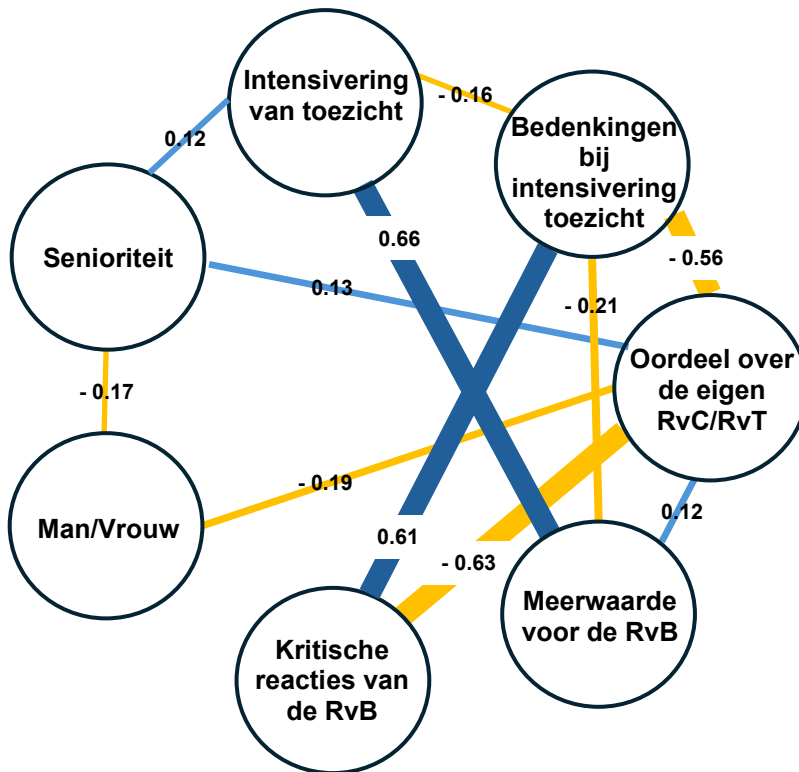 Intensivering
van toezicht
- 0.16
Bedenkingen
bij
intensivering
toezicht
0.12
0.66
- 0.56
Senioriteit
0.13
- 0.21
Oordeel over
de eigen
RvC/RvT
- 0.17
- 0.19
Man/Vrouw
0.61
- 0.63
0.12
Meerwaarde
voor de RvB
Kritische
reacties van
de RvB